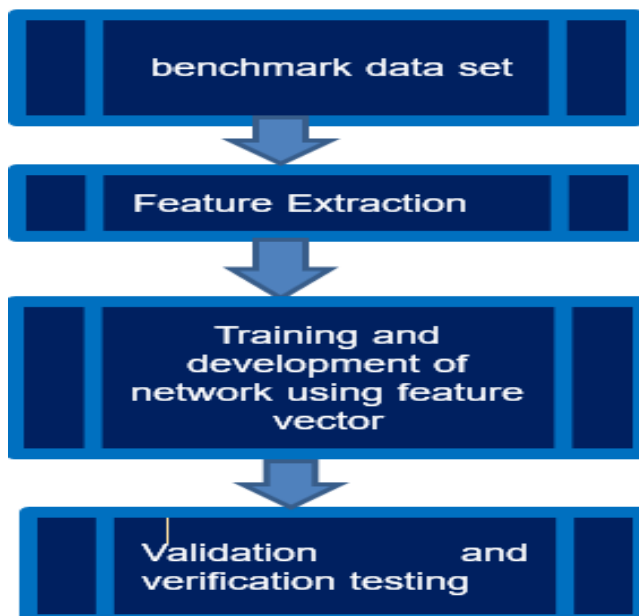 benchmark data set
Feature Extraction
Training and
development of
network using feature
vector
Validation and
verification testing